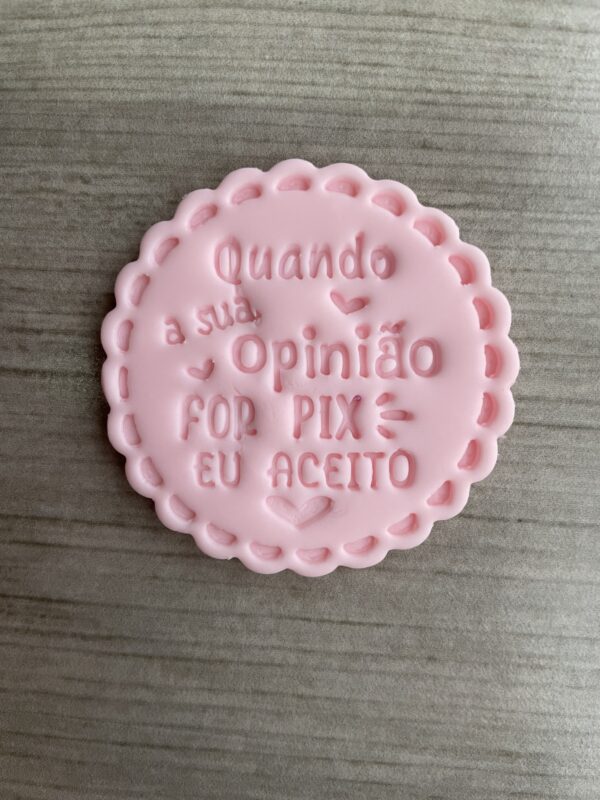 Quando
a sua
Opinião
FOR PIX
EU ACEITO